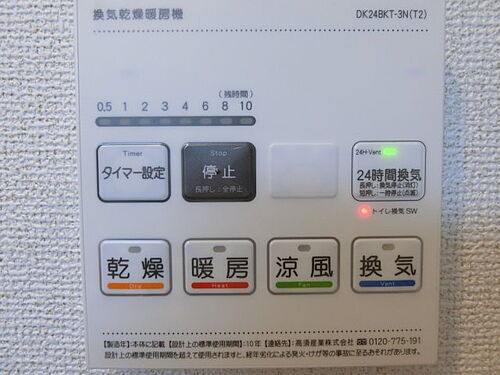 換気乾燥暖房機 DK24BKT-3N(T2)
(残時間)
0.5 1 2 3 4 6 8 10
Timer
タイマー設定
Stop
停止
長押し:全停止
24H-Vent
24時間換気
長押し:換気停止(消灯)
短押し:一時停止(点滅)
トイレ換気SW
乾燥
Dry
暖房
Heat
涼風
Fan
換気
Vent
【製造年】:本体に記載【設計上の標準使用期間】:10年【連絡先】:高須産業株式会社 0120-775-191
設計上の標準使用期間を超えて使用されますと、経年劣化による発火・けが等の事故に至るおそれがあります。